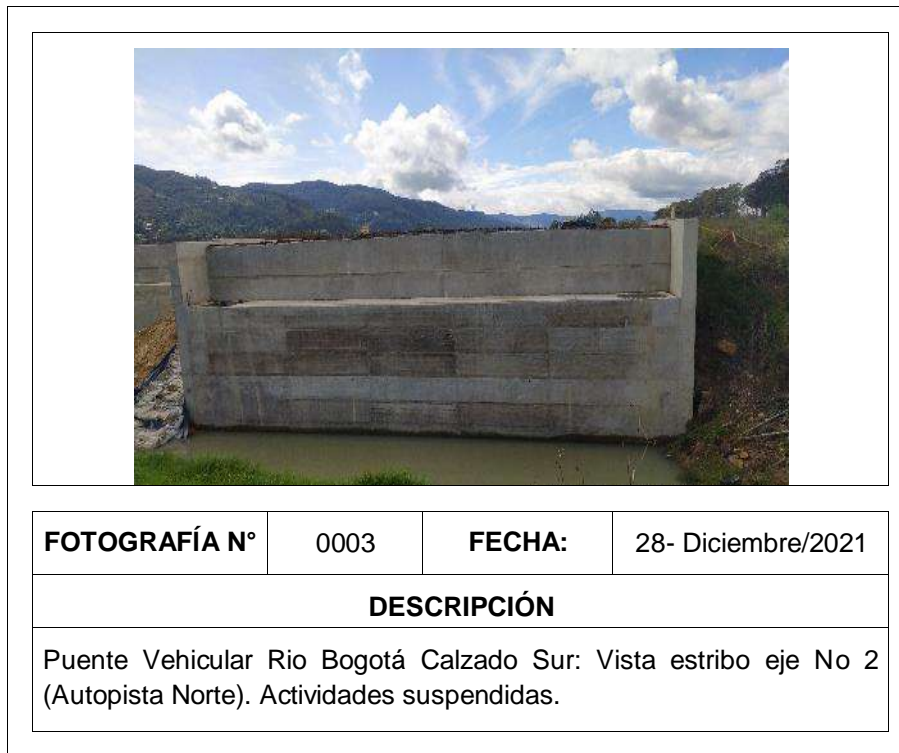 FOTOGRAFÍA N° 0003 FECHA: 28- Diciembre/2021
DESCRIPCIÓN
Puente Vehicular Rio Bogotá Calzado Sur: Vista estribo eje No 2
(Autopista Norte). Actividades suspendidas.